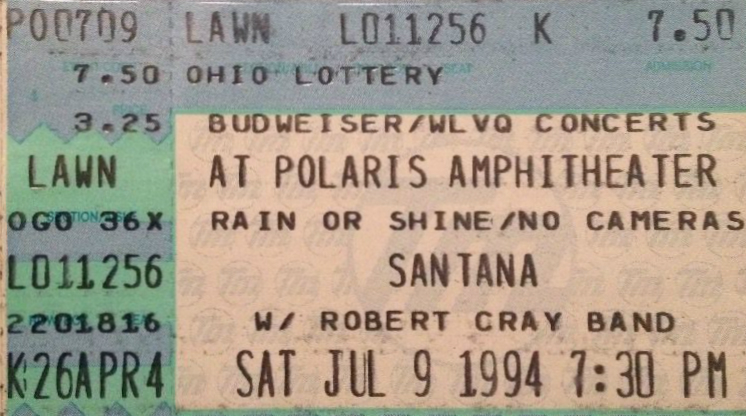 P00709 LAWN L011256 K 7.50
7.50 OHIO LOTTERY
3.25 BUDWEISER/WLVQ CONCERTS
LAWN AT POLARIS AMPHITHEATER
OGO 36X RAIN OR SHINE/NO CAMERAS
L011256 SANTANA
2201816 W/ ROBERT CRAY BAND
K 26APR4 SAT JUL 9 1994 7:30 PM